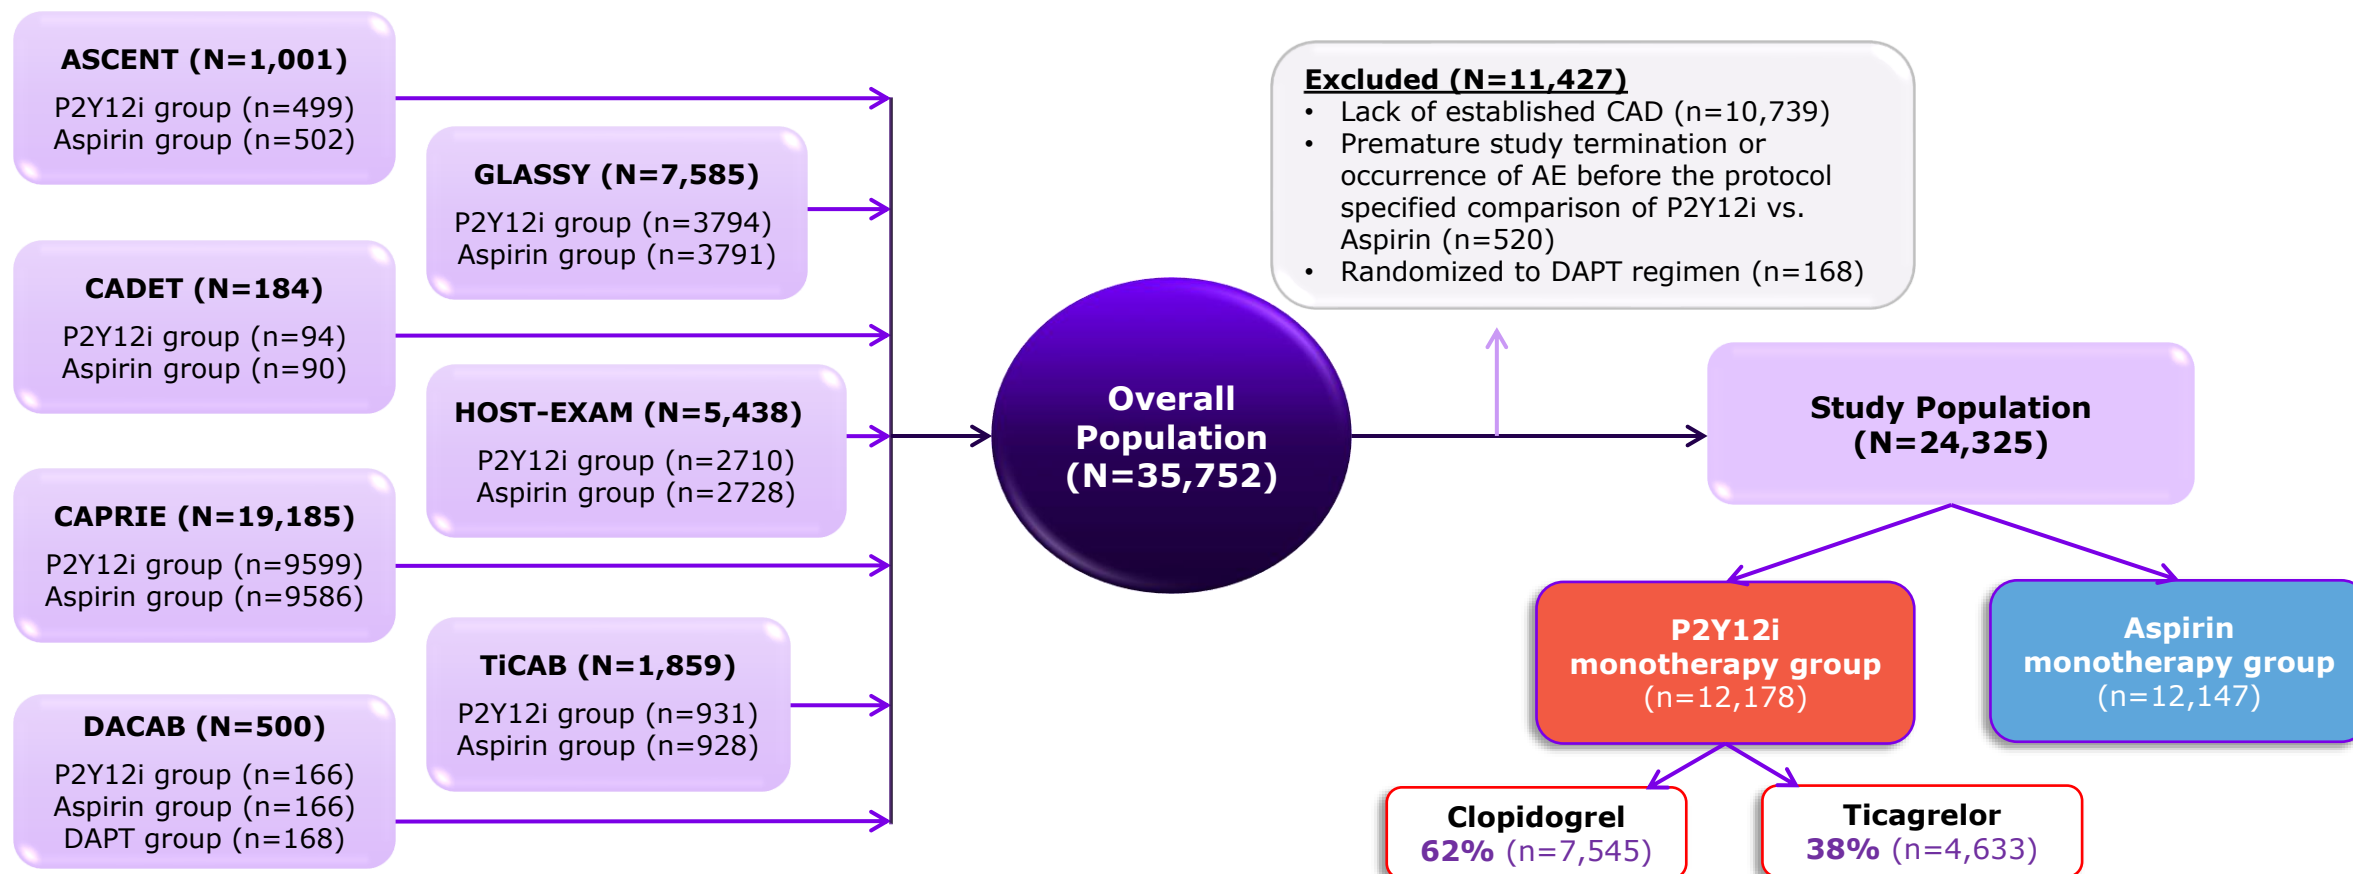 ASCENT (N=1,001)
P2Y12i group (n=499)
Aspirin group (n=502)
GLASSY (N=7,585)
P2Y12i group (n=3794)
Aspirin group (n=3791)
CADET (N=184)
P2Y12i group (n=94)
Aspirin group (n=90)
HOST-EXAM (N=5,438)
P2Y12i group (n=2710)
Aspirin group (n=2728)
CAPRIE (N=19,185)
P2Y12i group (n=9599)
Aspirin group (n=9586)
TiCAB (N=1,859)
P2Y12i group (n=931)
Aspirin group (n=928)
DACAB (N=500)
P2Y12i group (n=166)
Aspirin group (n=166)
DAPT group (n=168)
Overall
Population
(N=35,752)
Excluded (N=11,427)
• Lack of established CAD (n=10,739)
• Premature study termination or
occurrence of AE before the protocol
specified comparison of P2Y12i vs.
Aspirin (n=520)
• Randomized to DAPT regimen (n=168)
Study Population
(N=24,325)
P2Y12i
monotherapy group
(n=12,178)
Aspirin
monotherapy group
(n=12,147)
Clopidogrel
62% (n=7,545)
Ticagrelor
38% (n=4,633)